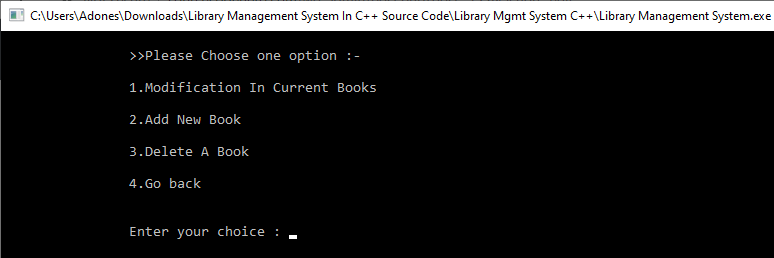 C:\Users\Adones\Downloads\Library Management System In C++ Source Code\Library Mgmt System C++\Library Management System.exe
>>Please Choose one option :-
1.Modification In Current Books
2.Add New Book
3.Delete A Book
4.Go back
Enter your choice :